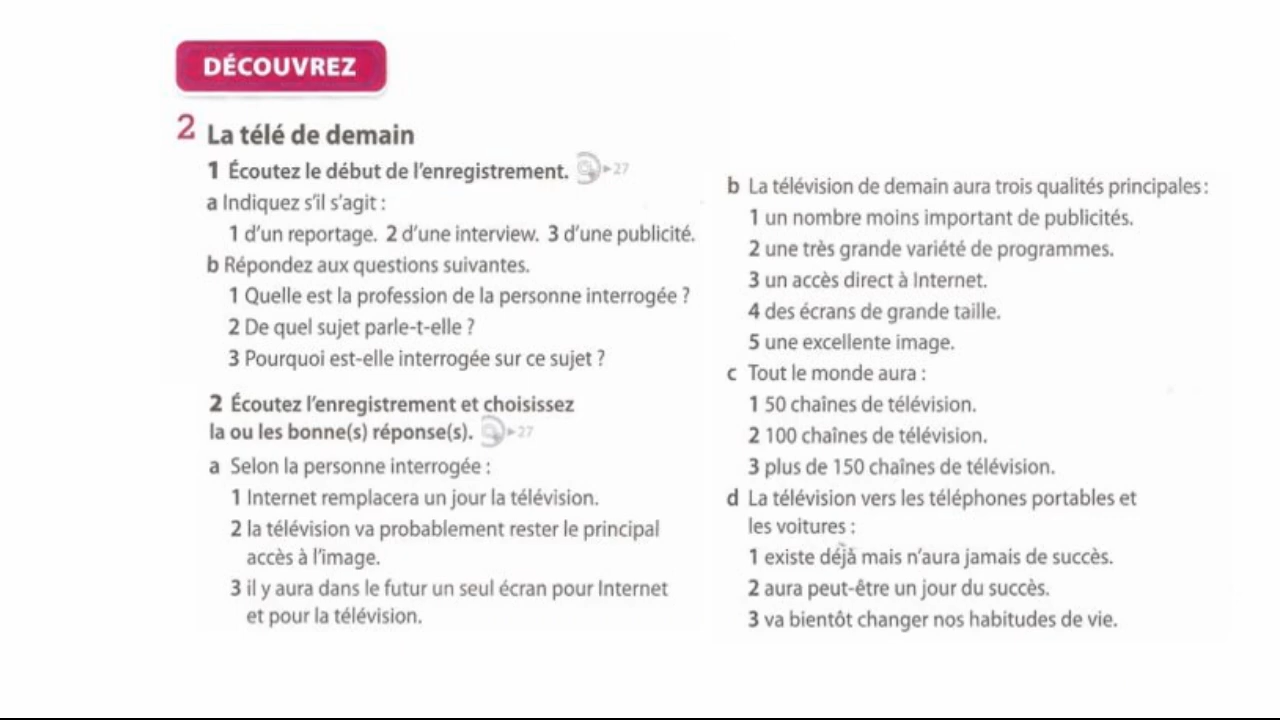 DÉCOUVREZ
2 La télé de demain
1 Écoutez le début de l'enregistrement. ▸27
a Indiquez s'il s'agit :
1 d'un reportage. 2 d'une interview. 3 d'une publicité.
b Répondez aux questions suivantes.
1 Quelle est la profession de la personne interrogée ?
2 De quel sujet parle-t-elle ?
3 Pourquoi est-elle interrogée sur ce sujet ?
2 Écoutez l'enregistrement et choisissez
la ou les bonne(s) réponse(s). ▸27
a Selon la personne interrogée :
1 Internet remplacera un jour la télévision.
2 la télévision va probablement rester le principal
accès à l'image.
3 il y aura dans le futur un seul écran pour Internet
et pour la télévision.
b La télévision de demain aura trois qualités principales :
1 un nombre moins important de publicités.
2 une très grande variété de programmes.
3 un accès direct à Internet.
4 des écrans de grande taille.
5 une excellente image.
c Tout le monde aura :
1 50 chaînes de télévision.
2 100 chaînes de télévision.
3 plus de 150 chaînes de télévision.
d La télévision vers les téléphones portables et
les voitures :
1 existe déjà mais n'aura jamais de succès.
2 aura peut-être un jour du succès.
3 va bientôt changer nos habitudes de vie.